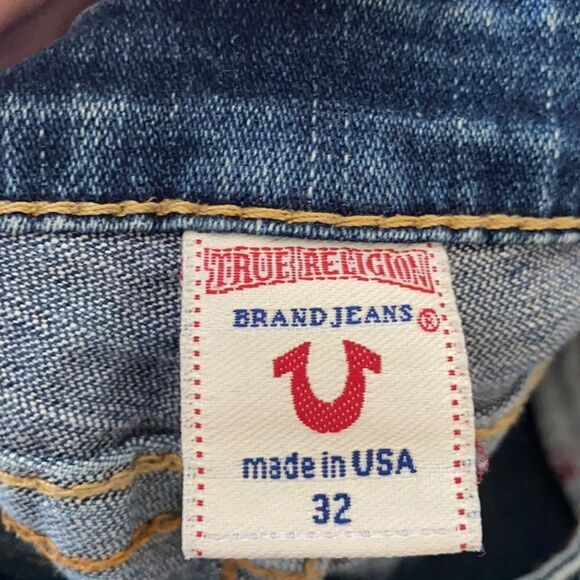 TRUE RELIGION
BRAND JEANS ®
made in USA
32